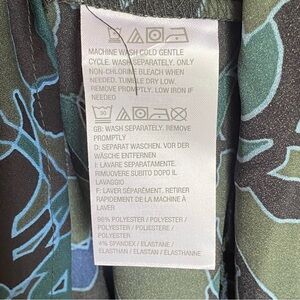 MACHINE WASH COLD GENTLE
CYCLE. WASH SEPARATELY. ONLY
NON-CHLORINE BLEACH WHEN
NEEDED. TUMBLE DRY LOW.
REMOVE PROMPTLY. LOW IRON IF
NEEDED
30
GB: WASH SEPARATELY. REMOVE
PROMPTLY
D: SEPARAT WASCHEN. VOR DER
WÄSCHE ENTFERNEN
I: LAVARE SEPARATAMENTE.
RIMUOVERE SUBITO DOPO IL
LAVAGGIO
F: LAVER SÉPARÉMENT. RETIRER
RAPIDEMENT DE LA MACHINE À
LAVER
96% POLYESTER / POLYESTER /
POLYESTER / POLIESTERE /
4% SPANDEX / ELASTANE /
ELASTHAN / ELASTAN / ÉLASTHANNE